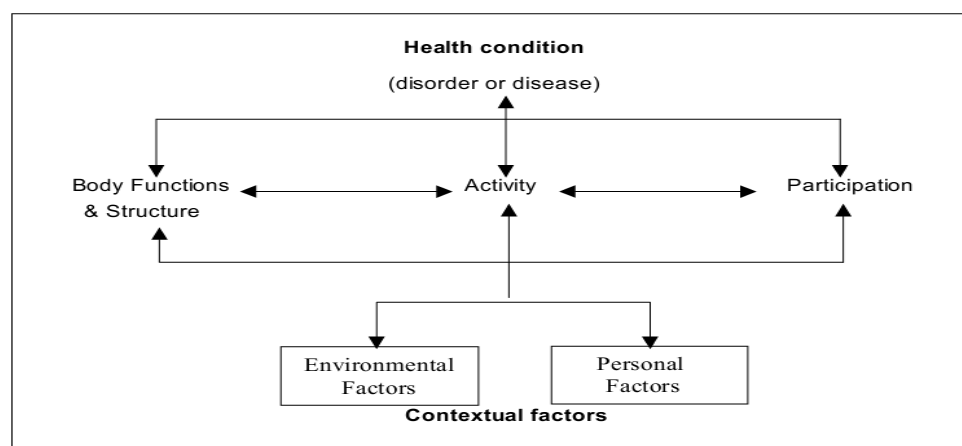 Health condition
(disorder or disease)
Body Functions
& Structure
Activity
Participation
Environmental
Factors
Personal
Factors
Contextual factors